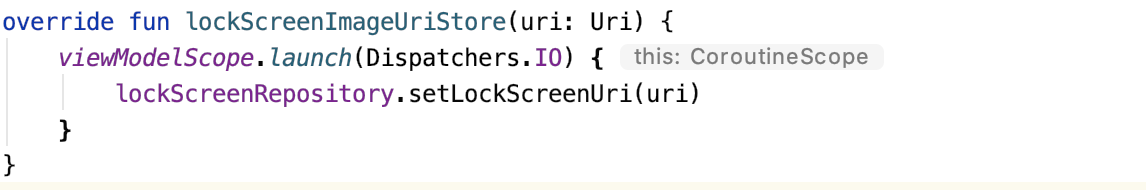 override fun lockScreenImageUriStore(uri: Uri) {
    viewModelScope.launch(Dispatchers.IO) { this: CoroutineScope
        lockScreenRepository.setLockScreenUri(uri)
    }
}